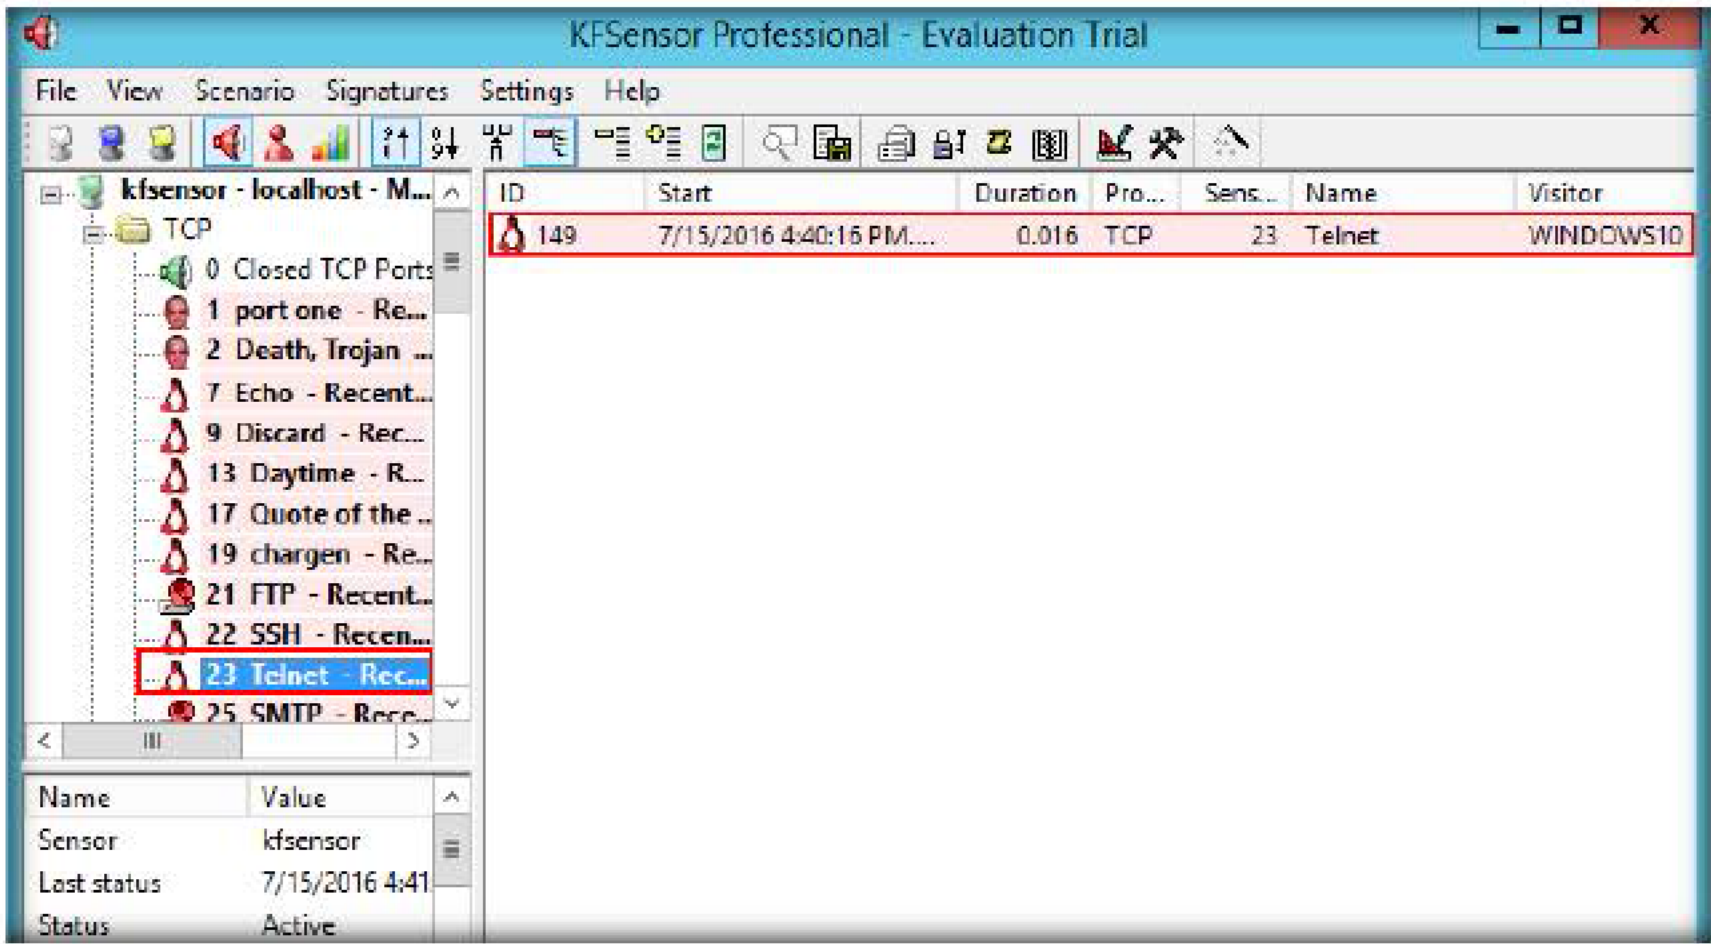 KFSensor Professional - Evaluation Trial
File View Scenario Signatures Settings Help
kfsensor - localhost - M...
TCP
0 Closed TCP Ports
1 port one - Re...
2 Death, Trojan ...
7 Echo - Recent...
9 Discard - Rec...
13 Daytime - R...
17 Quote of the ...
19 chargen - Re...
21 FTP - Recent...
22 SSH - Recen...
23 Telnet - Rec...
25 SMTP - Rece...
ID Start Duration Pro... Sens... Name Visitor
149 7/15/2016 4:40:16 PM.... 0.016 TCP 23 Telnet WINDOWS10
Name Value
Sensor kfsensor
Last status 7/15/2016 4:41
Status Active